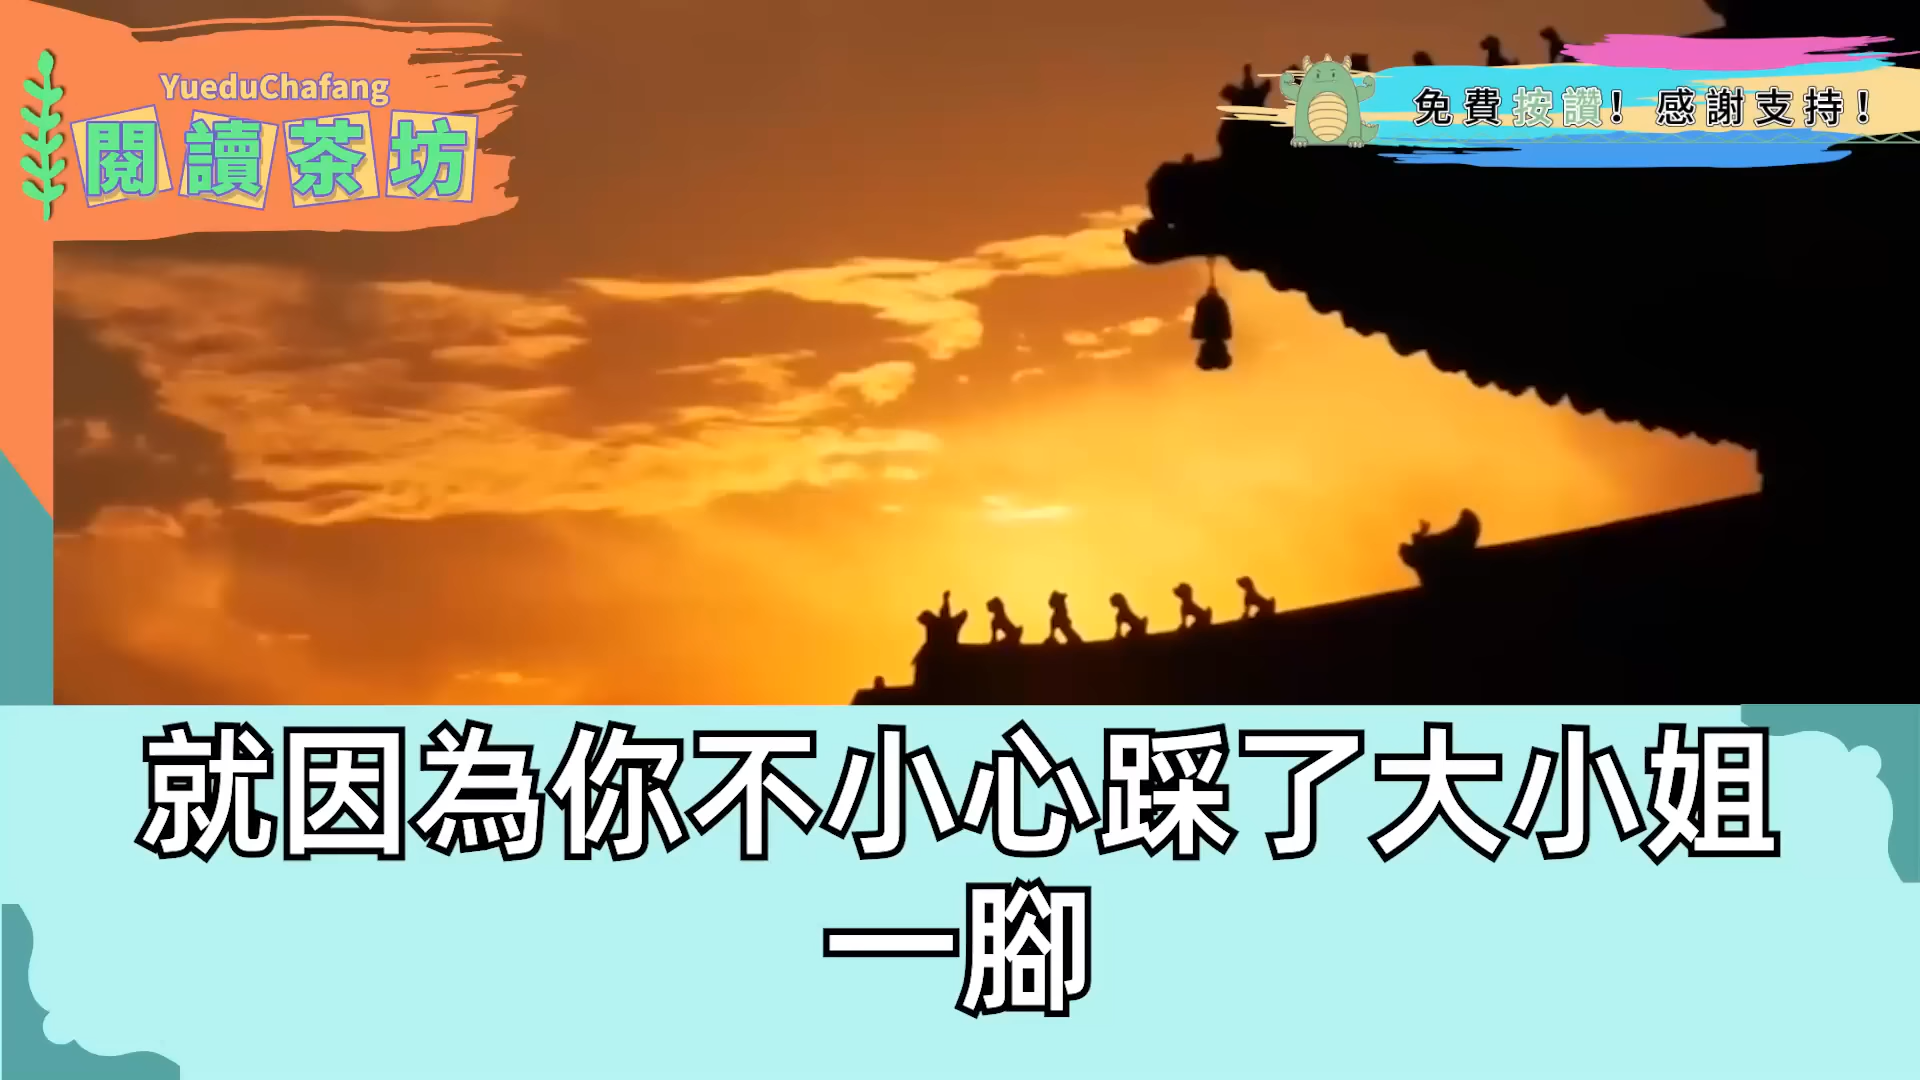 YueduChafang
閱讀茶坊
免費按讚！感謝支持！
就因為你不小心踩了大小姐
一腳